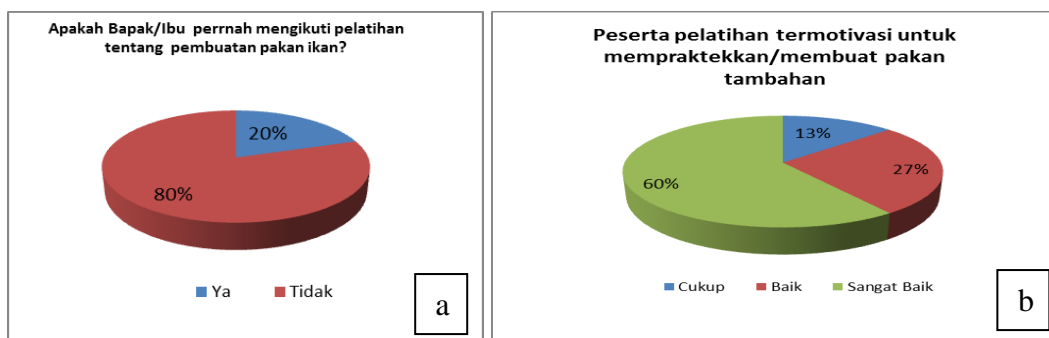 Apakah Bapak/Ibu perrnah mengikuti pelatihan
tentang pembuatan pakan ikan?
20%
80%
Ya
Tidak
a
Peserta pelatihan termotivasi untuk
mempraktekkan/membuat pakan
tambahan
13%
27%
60%
Cukup
Baik
Sangat Baik
b